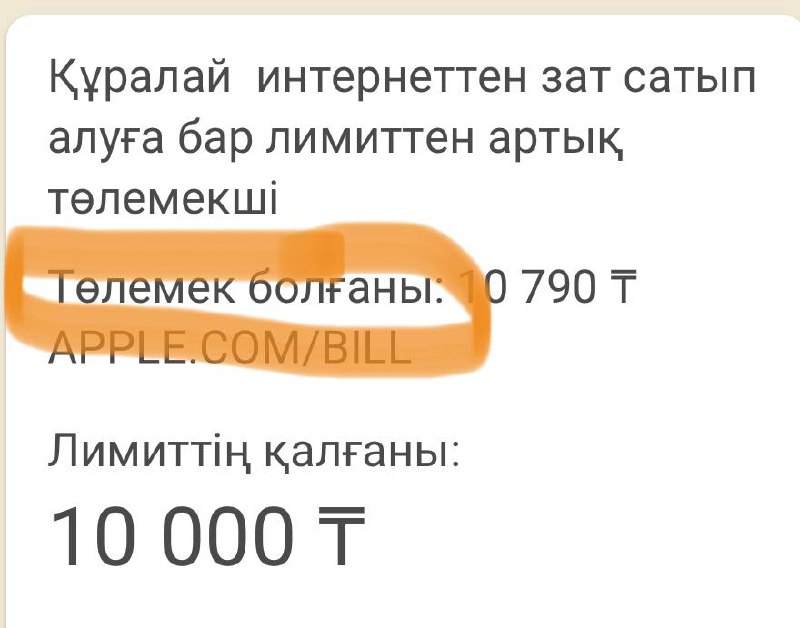 Құралай интернеттен зат сатып
алуға бар лимиттен артық
төлемекші
Төлемек болғаны: 10 790 ₸
APPLE.COM/BILL
Лимиттің қалғаны:
10 000 ₸